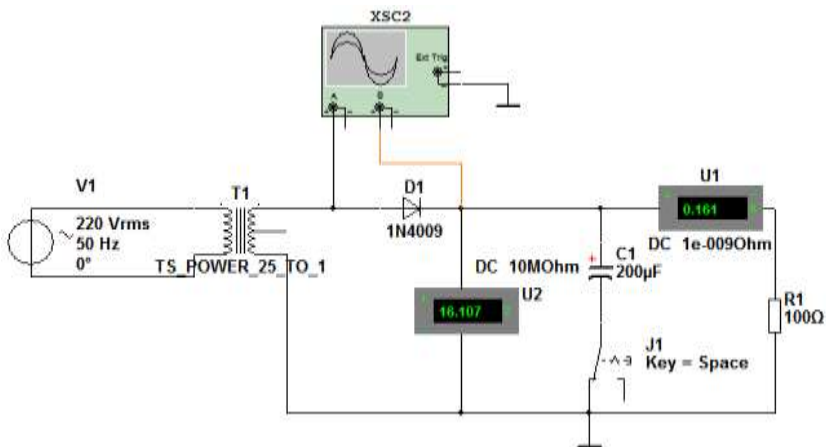 XSC2
Ext Trig
A
B
V1
T1
D1
U1
220 Vrms
50 Hz
0°
1N4009
0.161
DC 1e-009Ohm
TS_POWER_25_TO_1
DC 10MOhm
C1
200µF
16.107
U2
R1
100Ω
J1
Key = Space